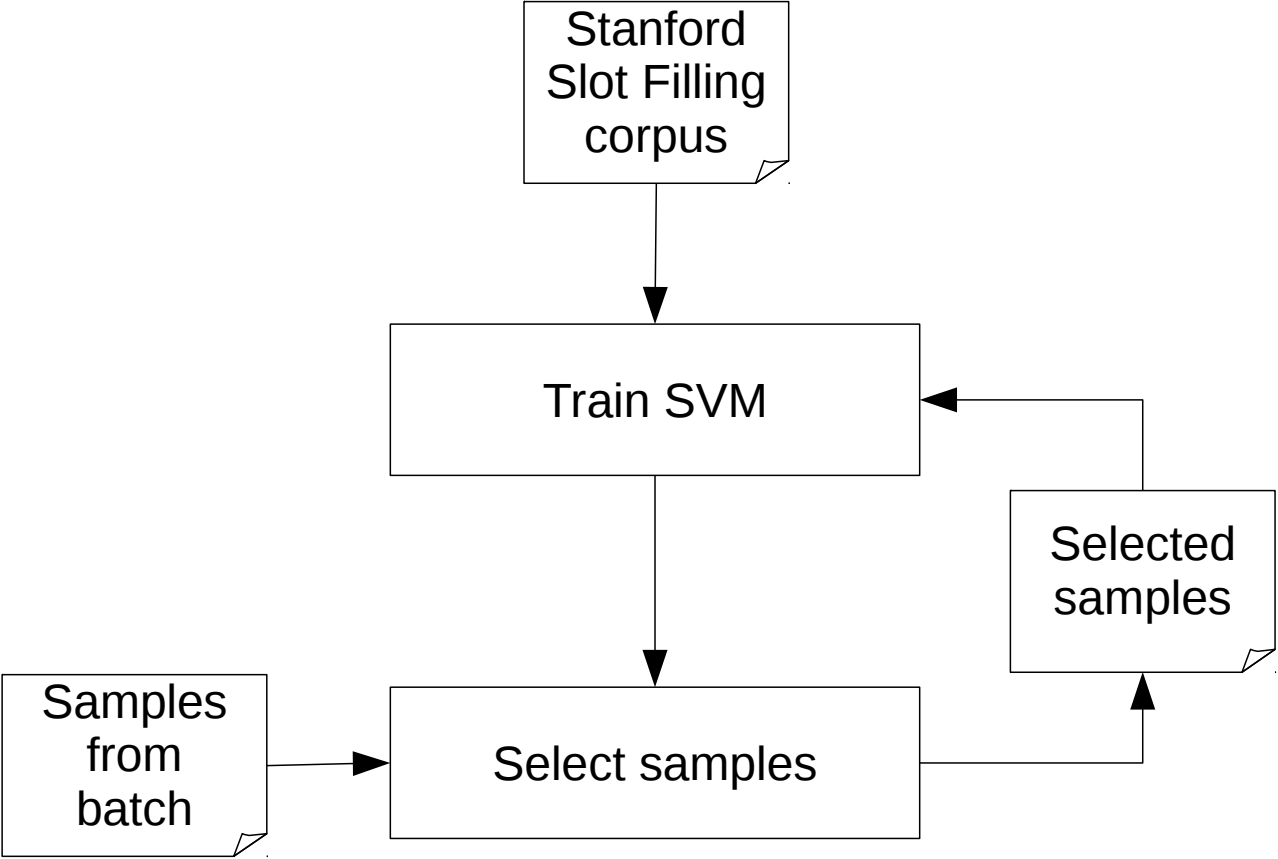 Stanford
Slot Filling
corpus
Train SVM
Selected
samples
Samples
from
batch
Select samples